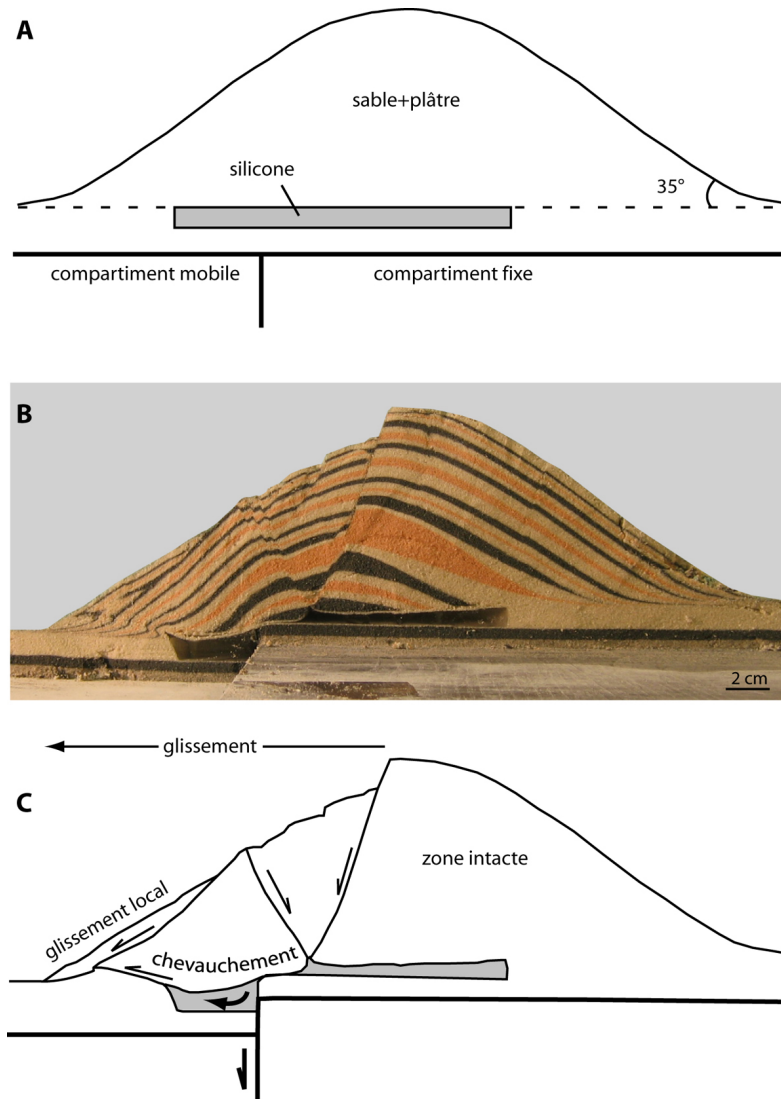 A
sable+plâtre
silicone
35°
compartiment mobile
compartiment fixe
B
2 cm
glissement
C
zone intacte
glissement local
chevauchement